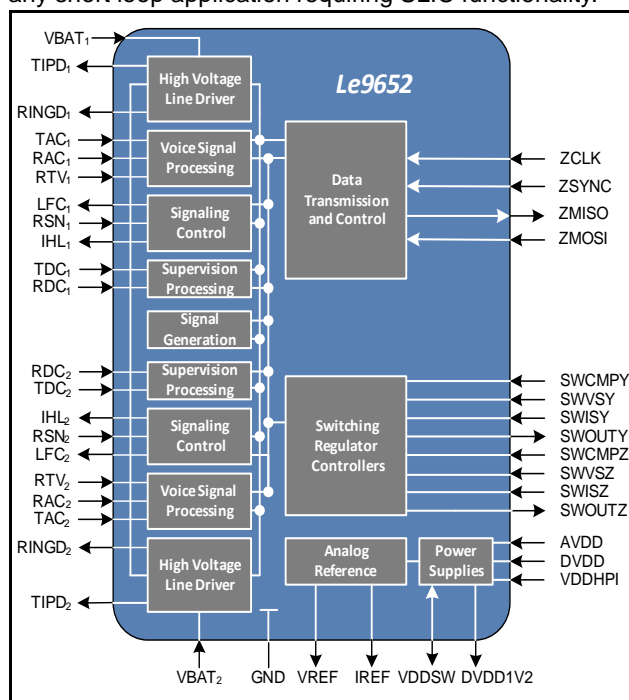 any short loop application requiring SLIC functionality.
VBAT1
TIPD1
RINGD1
TAC1
RAC1
RTV1
LFC1
RSN1
IHL1
TDC1
RDC1
RDC2
TDC2
IHL2
RSN2
LFC2
RTV2
RAC2
TAC2
RINGD2
TIPD2
High Voltage
Line Driver
Voice Signal
Processing
Signaling
Control
Supervision
Processing
Signal
Generation
Supervision
Processing
Signaling
Control
Voice Signal
Processing
High Voltage
Line Driver
Le9652
Data
Transmission
and Control
Switching
Regulator
Controllers
Analog
Reference
Power
Supplies
ZCLK
ZSYNC
ZMISO
ZMOSI
SWCMPY
SWVSY
SWISY
SWOUTY
SWCMPZ
SWVSZ
SWISZ
SWOUTZ
AVDD
DVDD
VDDHPI
VBAT2
GND
VREF
IREF
VDDSW
DVDD1V2